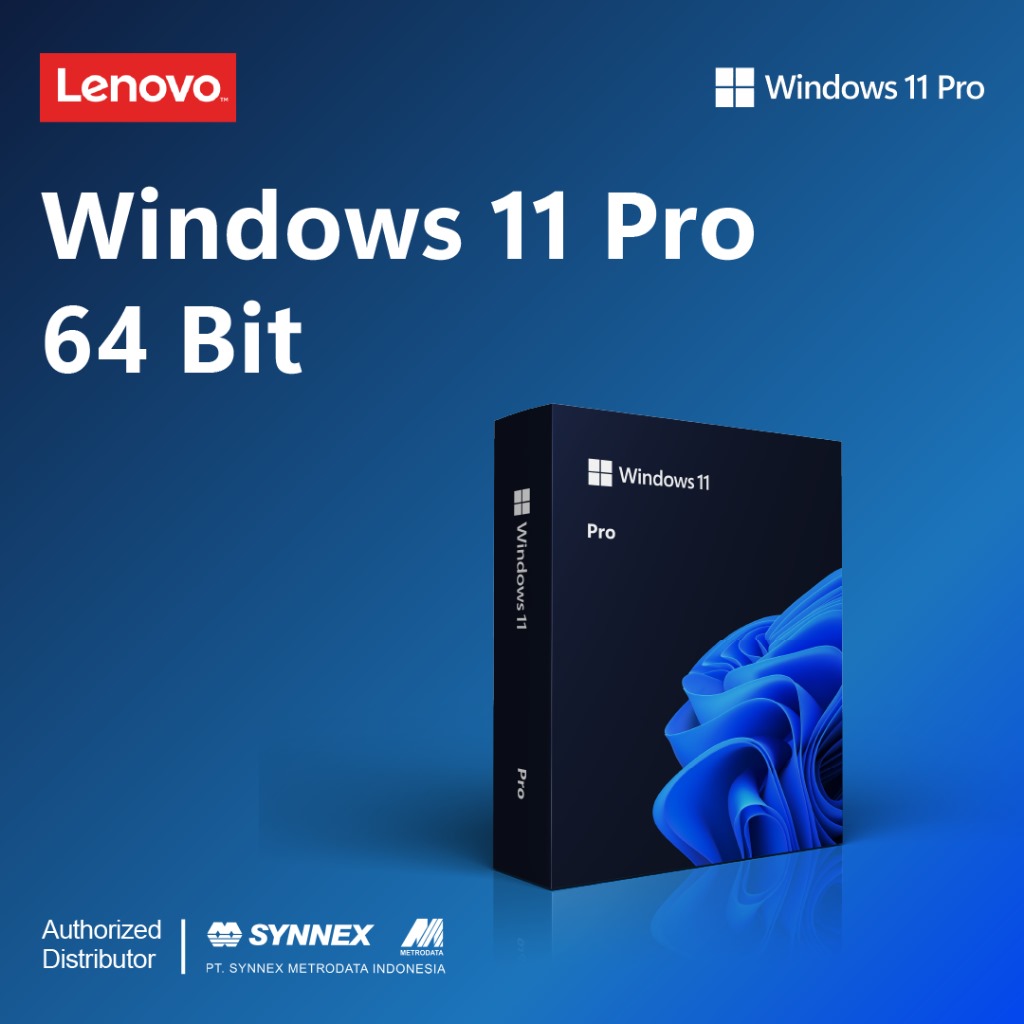 Lenovo™
Windows 11 Pro
Windows 11 Pro
64 Bit
Windows 11
Pro
Windows 11
Pro
Authorized
Distributor
SYNNEX
METRODATA
PT. SYNNEX METRODATA INDONESIA